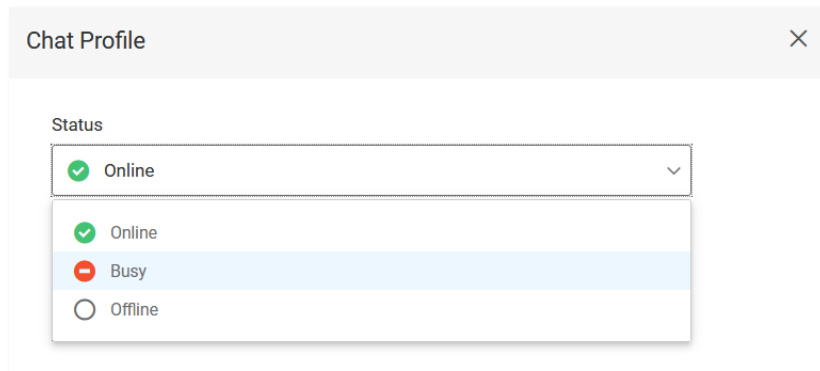 Chat Profile
Status
Online
Online
Busy
Offline